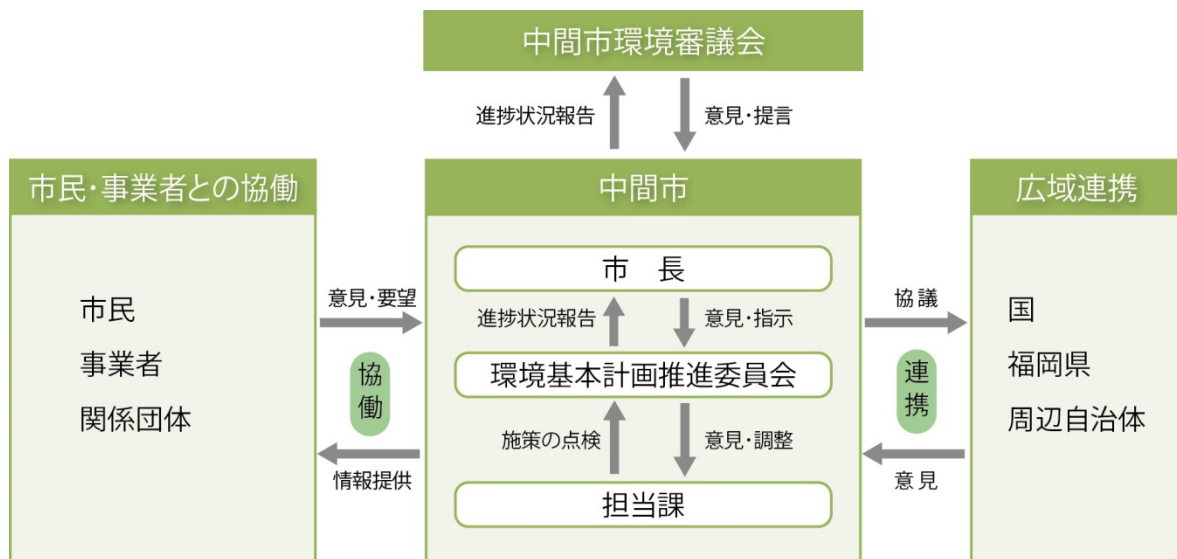 中間市環境審議会
進捗状況報告
意見・提言
市民・事業者との協働
市民
事業者
関係団体
意見・要望
協働
情報提供
中間市
市　長
進捗状況報告
意見・指示
環境基本計画推進委員会
施策の点検
意見・調整
担当課
協議
連携
意見
広域連携
国
福岡県
周辺自治体